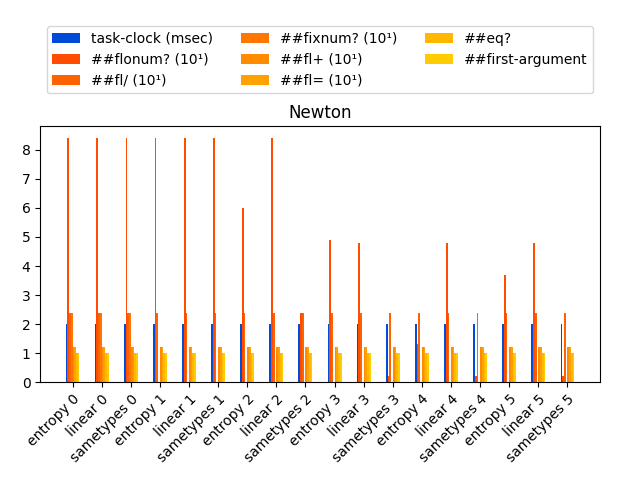 task-clock (msec)
##flonum? (10¹)
##fl/ (10¹)
##fixnum? (10¹)
##fl+ (10¹)
##fl= (10¹)
##eq?
##first-argument
Newton
8
7
6
5
4
3
2
1
0
entropy 0
linear 0
sametypes 0
entropy 1
linear 1
sametypes 1
entropy 2
linear 2
sametypes 2
entropy 3
linear 3
sametypes 3
entropy 4
linear 4
sametypes 4
entropy 5
linear 5
sametypes 5